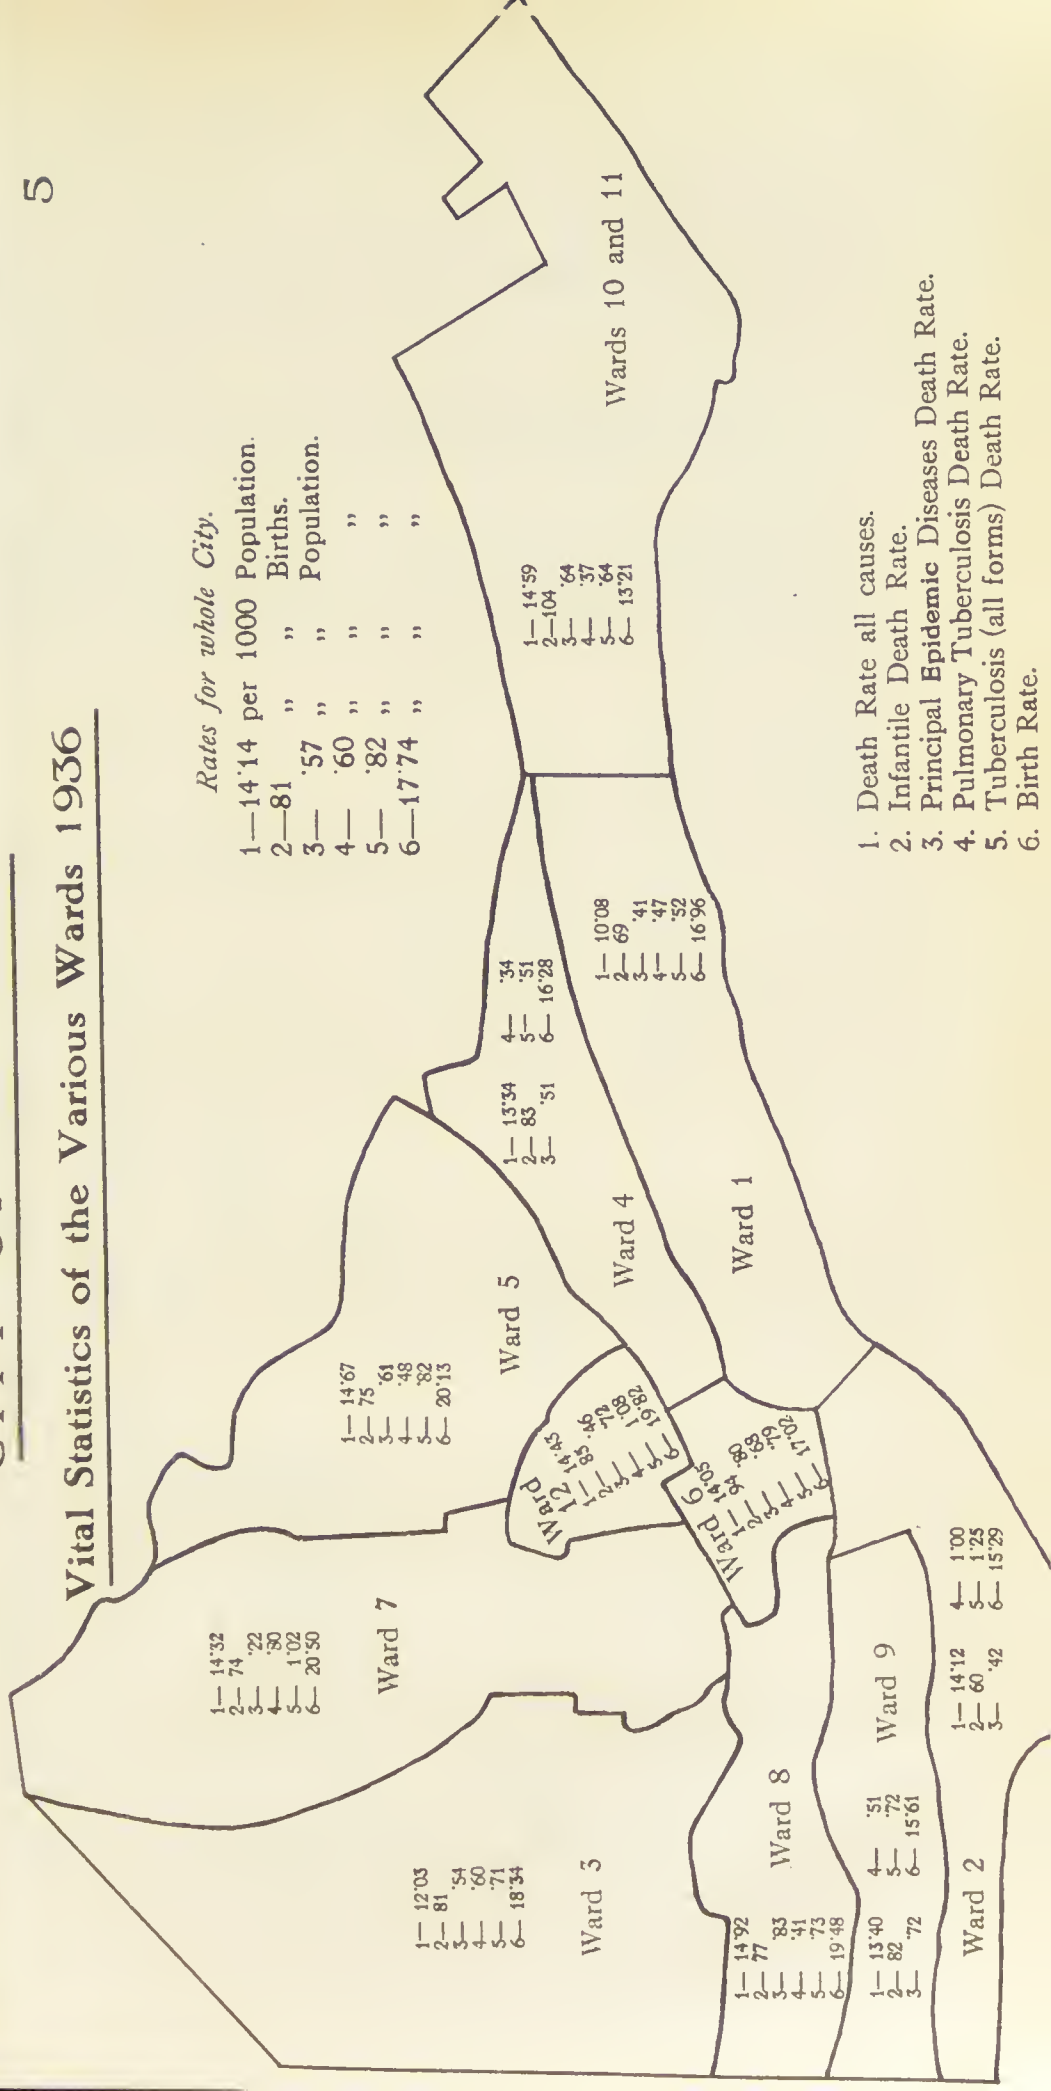 5
Vital Statistics of the Various Wards 1936
Rates for whole City.
1—14·14 per 1000 Population.
2—81 „ „ Births.
3— ·57 „ „ Population.
4— ·60 „ „ „
5— ·82 „ „ „
6—17·74 „ „ „
Ward 7
1— 14·32
2— 74
3— ·22
4— ·80
5— 1·02
6— 20·50
Ward 5
1— 14·67
2— 75
3— ·61
4— ·48
5— ·82
6— 20·13
Ward 3
1— 12·03
2— 81
3— ·54
4— ·60
5— ·71
6— 18·34
Ward 4
1— 13·34
2— 83
3— ·51
4— ·34
5— ·51
6— 16·28
Wards 10 and 11
1— 14·59
2—104
3— ·64
4— ·37
5— ·64
6— 13·21
Ward
12
1— 14·43
2— 85
3— ·46
4— ·72
5— 1·08
6— 19·82
Ward 1
1— 10·08
2— 69
3— ·41
4— ·47
5— ·52
6— 16·96
Ward 6
1— 14·05
2— 94
3— ·80
4— ·68
5— ·79
6— 17·02
Ward 8
1— 14·92
2— 77
3— ·83
4— ·41
5— ·73
6— 19·48
Ward 9
1— 13·40
2— 82
3— ·72
4— ·51
5— ·72
6— 15·61
Ward 2
1— 14·12
2— 60
3— ·42
4— 1·00
5— 1·25
6— 15·29
1. Death Rate all causes.
2. Infantile Death Rate.
3. Principal Epidemic Diseases Death Rate.
4. Pulmonary Tuberculosis Death Rate.
5. Tuberculosis (all forms) Death Rate.
6. Birth Rate.